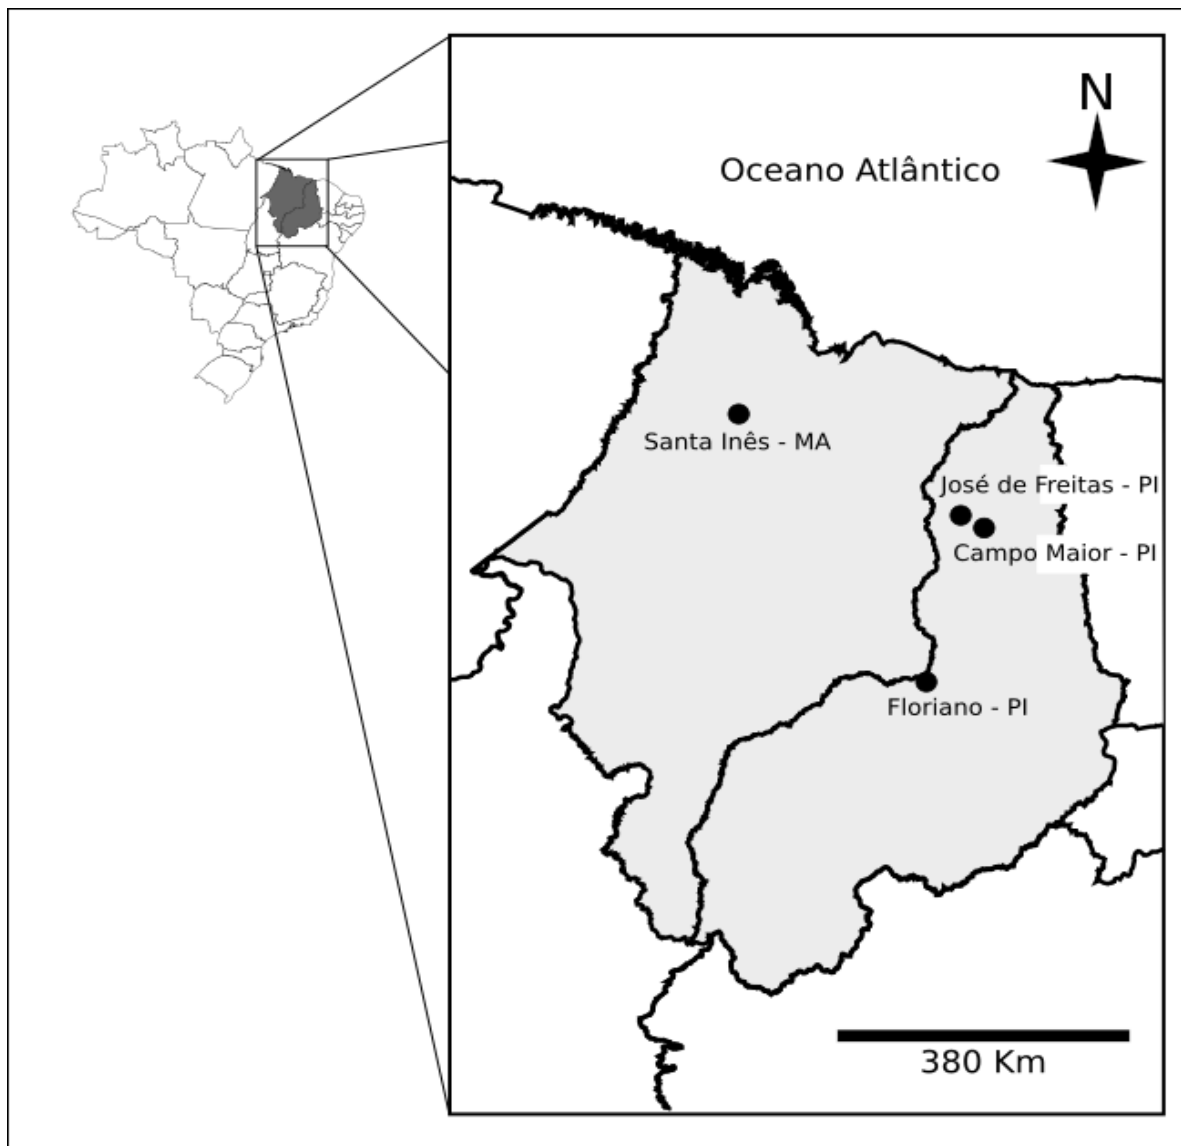 N
Oceano Atlântico
Santa Inês - MA
José de Freitas - PI
Campo Maior - PI
Floriano - PI
380 Km